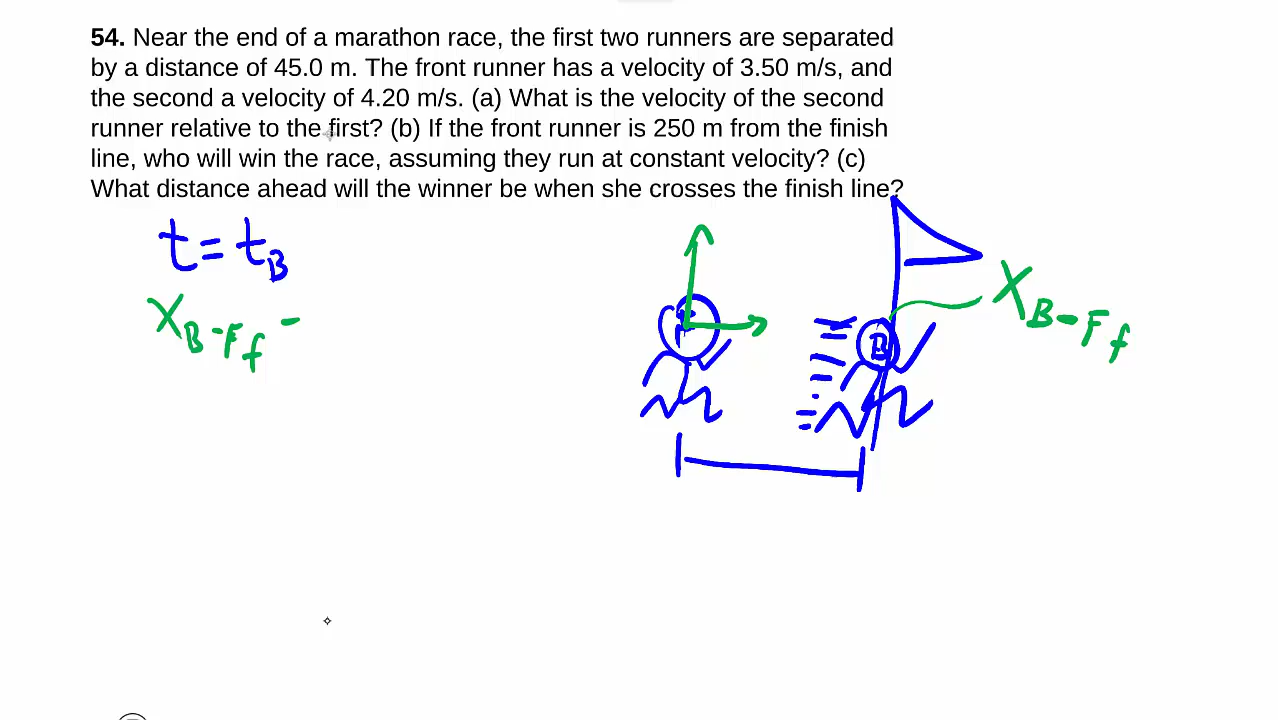 54. Near the end of a marathon race, the first two runners are separated
by a distance of 45.0 m. The front runner has a velocity of 3.50 m/s, and
the second a velocity of 4.20 m/s. (a) What is the velocity of the second
runner relative to the first? (b) If the front runner is 250 m from the finish
line, who will win the race, assuming they run at constant velocity? (c)
What distance ahead will the winner be when she crosses the finish line?
t = t_B
X_{B-F_f} -
F
B
X_{B-F_f}